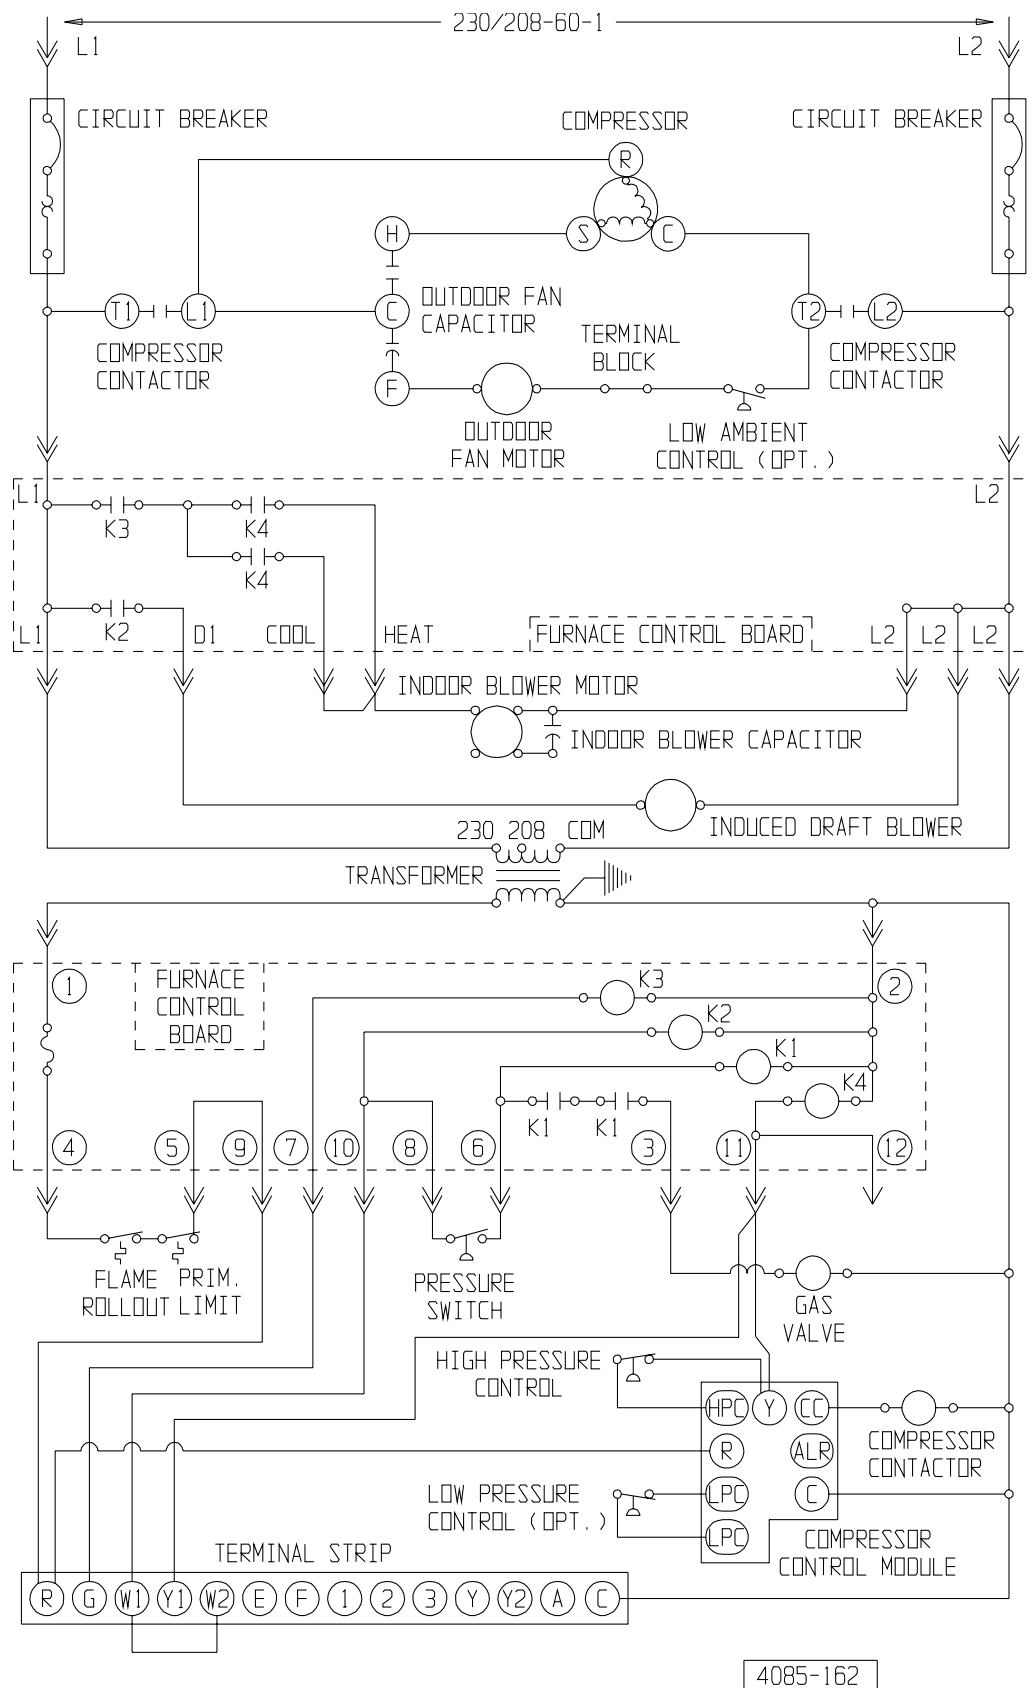 230/208-60-1
L1
L2
CIRCUIT BREAKER
COMPRESSOR
CIRCUIT BREAKER
R
H
S
C
T1
L1
C
OUTDOOR FAN
CAPACITOR
T2
L2
COMPRESSOR
CONTACTOR
TERMINAL
BLOCK
COMPRESSOR
CONTACTOR
F
OUTDOOR
FAN MOTOR
LOW AMBIENT
CONTROL (OPT.)
L1
L2
K3
K4
K4
K2
L1
D1
COOL
HEAT
FURNACE CONTROL BOARD
L2
L2
L2
INDOOR BLOWER MOTOR
INDOOR BLOWER CAPACITOR
INDUCED DRAFT BLOWER
230 208 COM
TRANSFORMER
1
FURNACE
CONTROL
BOARD
K3
2
K2
K1
K4
K1
K1
4
5
9
7
10
8
6
3
11
12
FLAME
ROLLOUT
PRIM.
LIMIT
PRESSURE
SWITCH
GAS
VALVE
HIGH PRESSURE
CONTROL
HPC
Y
CC
R
ALR
COMPRESSOR
CONTACTOR
LOW PRESSURE
CONTROL (OPT.)
LPC
C
LPC
COMPRESSOR
CONTROL MODULE
TERMINAL STRIP
R G W1 Y1 W2 E F 1 2 3 Y Y2 A C
4085-162